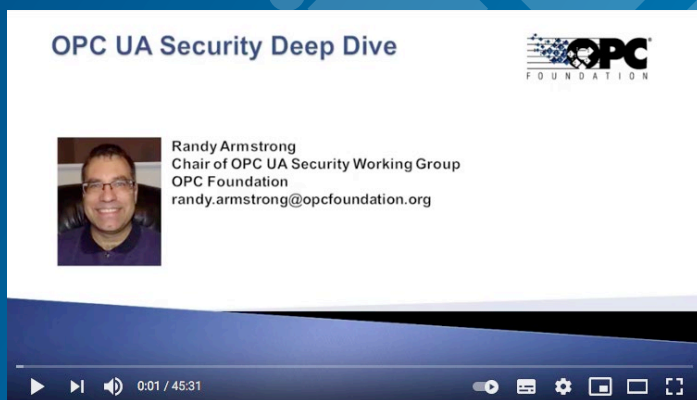 OPC UA Security Deep Dive
OPC
FOUNDATION
Randy Armstrong
Chair of OPC UA Security Working Group
OPC Foundation
randy.armstrong@opcfoundation.org
0:01 / 45:31